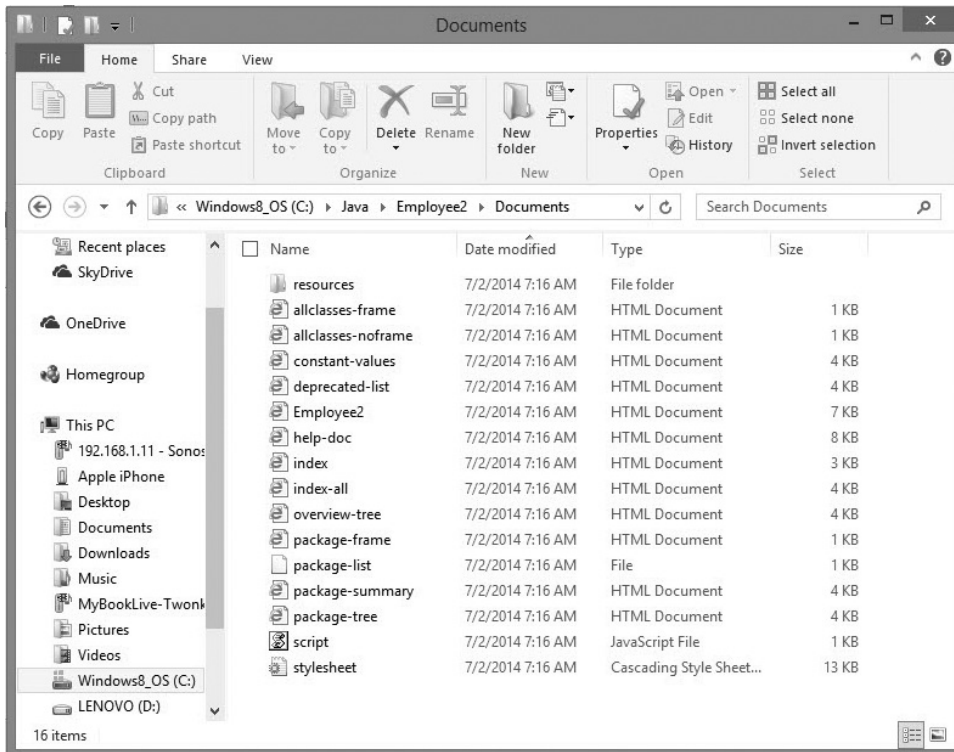 Documents
File Home Share View
Copy
Paste
Cut
Copy path
Paste shortcut
Clipboard
Move to
Copy to
Delete
Rename
Organize
New folder
New
Properties
Open
Edit
History
Open
Select all
Select none
Invert selection
Select
« Windows8_OS (C:) Java Employee2 Documents
Search Documents
Recent places
SkyDrive
OneDrive
Homegroup
This PC
192.168.1.11 - Sonos
Apple iPhone
Desktop
Documents
Downloads
Music
MyBookLive-Twonk
Pictures
Videos
Windows8_OS (C:)
LENOVO (D:)
Name Date modified Type Size
resources 7/2/2014 7:16 AM File folder
allclasses-frame 7/2/2014 7:16 AM HTML Document 1 KB
allclasses-noframe 7/2/2014 7:16 AM HTML Document 1 KB
constant-values 7/2/2014 7:16 AM HTML Document 4 KB
deprecated-list 7/2/2014 7:16 AM HTML Document 4 KB
Employee2 7/2/2014 7:16 AM HTML Document 7 KB
help-doc 7/2/2014 7:16 AM HTML Document 8 KB
index 7/2/2014 7:16 AM HTML Document 3 KB
index-all 7/2/2014 7:16 AM HTML Document 4 KB
overview-tree 7/2/2014 7:16 AM HTML Document 4 KB
package-frame 7/2/2014 7:16 AM HTML Document 1 KB
package-list 7/2/2014 7:16 AM File 1 KB
package-summary 7/2/2014 7:16 AM HTML Document 4 KB
package-tree 7/2/2014 7:16 AM HTML Document 4 KB
script 7/2/2014 7:16 AM JavaScript File 1 KB
stylesheet 7/2/2014 7:16 AM Cascading Style Sheet... 13 KB
16 items